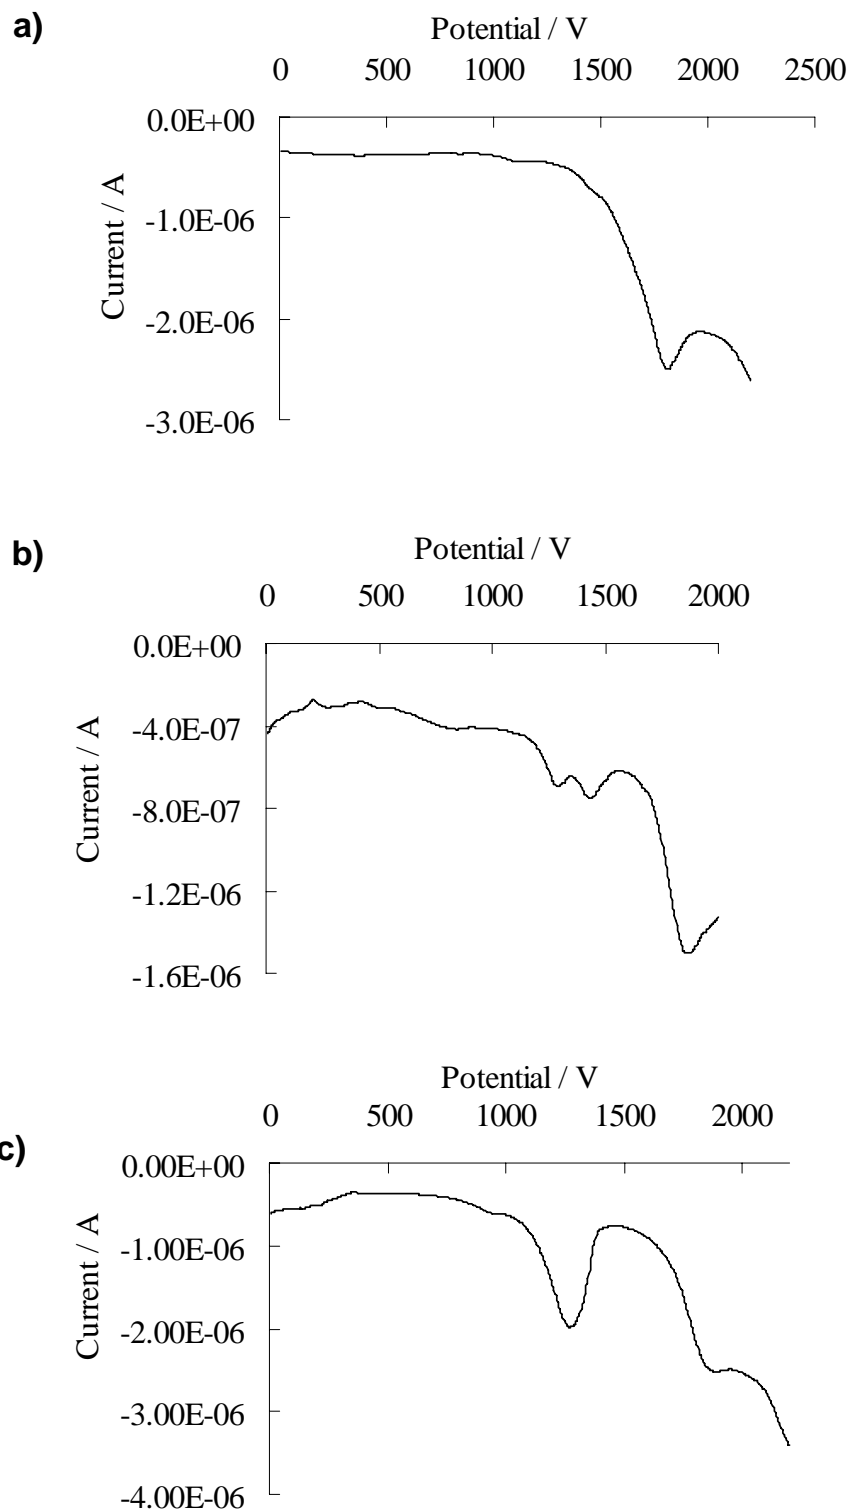 a)
Potential / V
0 500 1000 1500 2000 2500
0.0E+00
-1.0E-06
-2.0E-06
-3.0E-06
Current / A
b)
Potential / V
0 500 1000 1500 2000
0.0E+00
-4.0E-07
-8.0E-07
-1.2E-06
-1.6E-06
Current / A
c)
Potential / V
0 500 1000 1500 2000
0.00E+00
-1.00E-06
-2.00E-06
-3.00E-06
-4.00E-06
Current / A